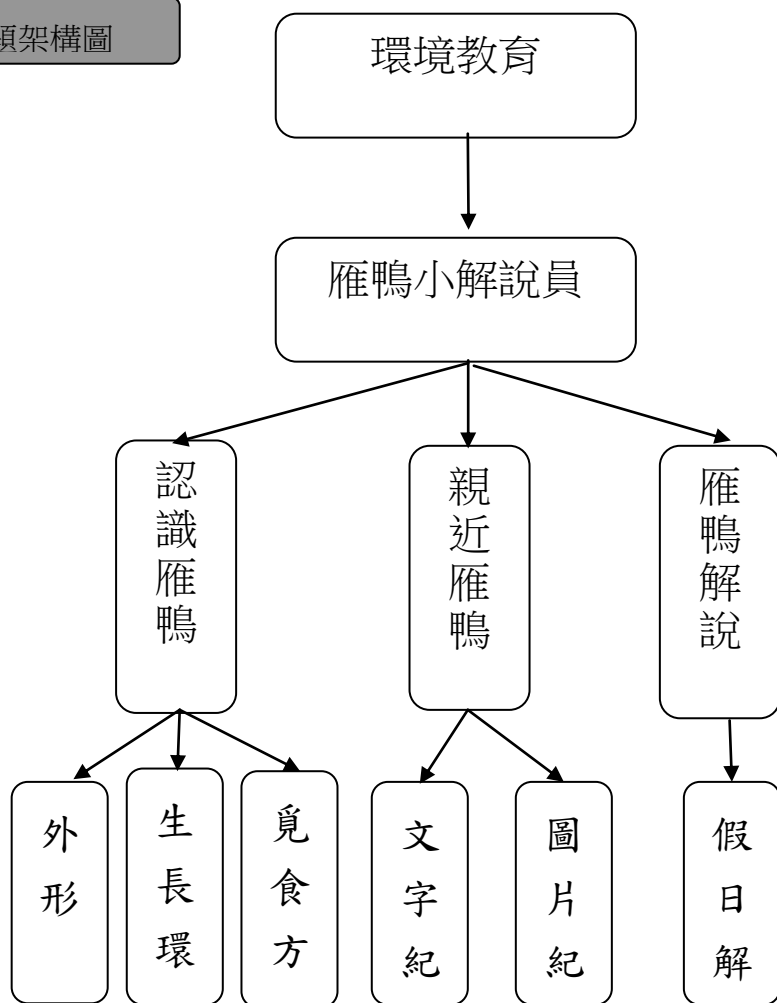 題架構圖
環境教育
雁鴨小解說員
認識雁鴨
親近雁鴨
雁鴨解說
外形
生長環
覓食方
文字紀
圖片紀
假日解